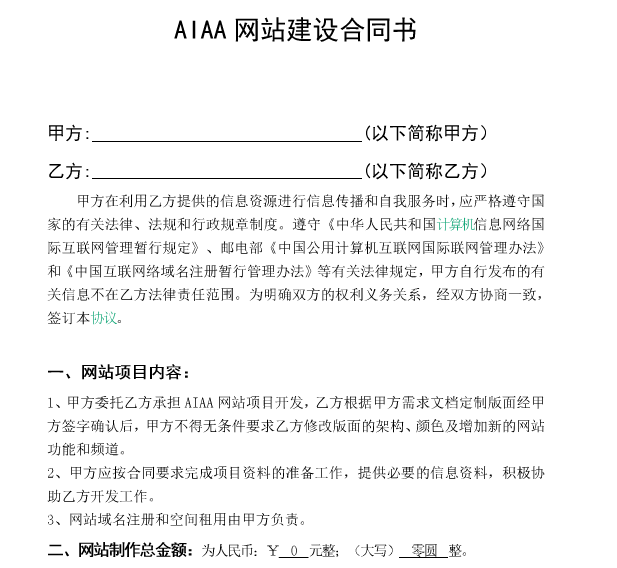 AIAA 网站建设合同书
甲方:____________________________(以下简称甲方)
乙方:____________________________(以下简称乙方)
甲方在利用乙方提供的信息资源进行信息传播和自我服务时,应严格遵守国
家的有关法律、法规和行政规章制度。遵守《中华人民共和国计算机信息网络国
际互联网管理暂行规定》、邮电部《中国公用计算机互联网国际联网管理办法》
和《中国互联网络域名注册暂行管理办法》等有关法律规定,甲方自行发布的有
关信息不在乙方法律责任范围。为明确双方的权利义务关系,经双方协商一致,
签订本协议。
一、网站项目内容:
1、甲方委托乙方承担 AIAA 网站项目开发,乙方根据甲方需求文档定制版面经甲
方签字确认后,甲方不得无条件要求乙方修改版面的架构、颜色及增加新的网站
功能和频道。
2、甲方应按合同要求完成项目资料的准备工作,提供必要的信息资料,积极协
助乙方开发工作。
3、网站域名注册和空间租用由甲方负责。
二、网站制作总金额:为人民币:￥ 0 元整;(大写) 零圆 整。